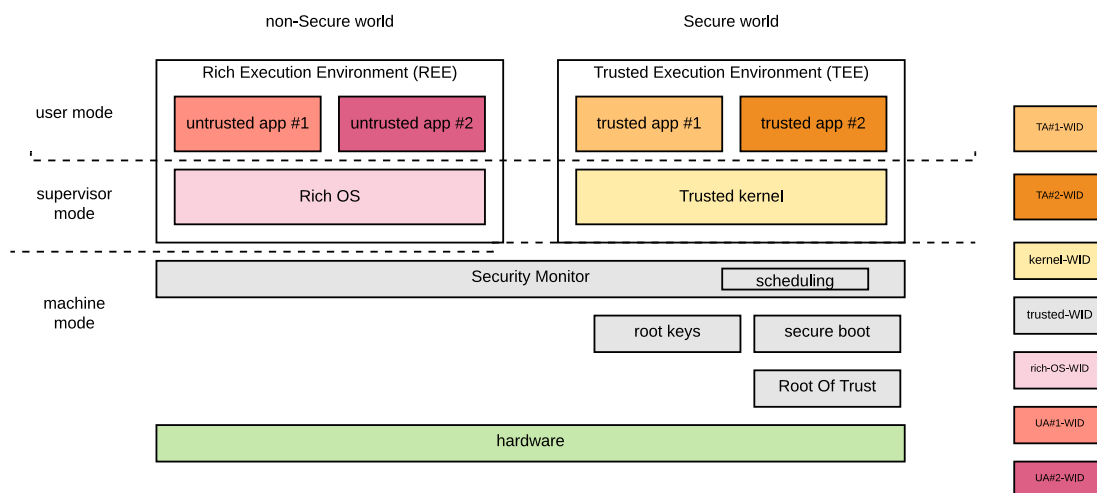 non-Secure world
Secure world
Rich Execution Environment (REE)
Trusted Execution Environment (TEE)
user mode
untrusted app #1
untrusted app #2
trusted app #1
trusted app #2
TA#1-WID
supervisor
mode
Rich OS
Trusted kernel
TA#2-WID
kernel-WID
Security Monitor
scheduling
machine
mode
trusted-WID
root keys
secure boot
rich-OS-WID
Root Of Trust
UA#1-WID
hardware
UA#2-WID